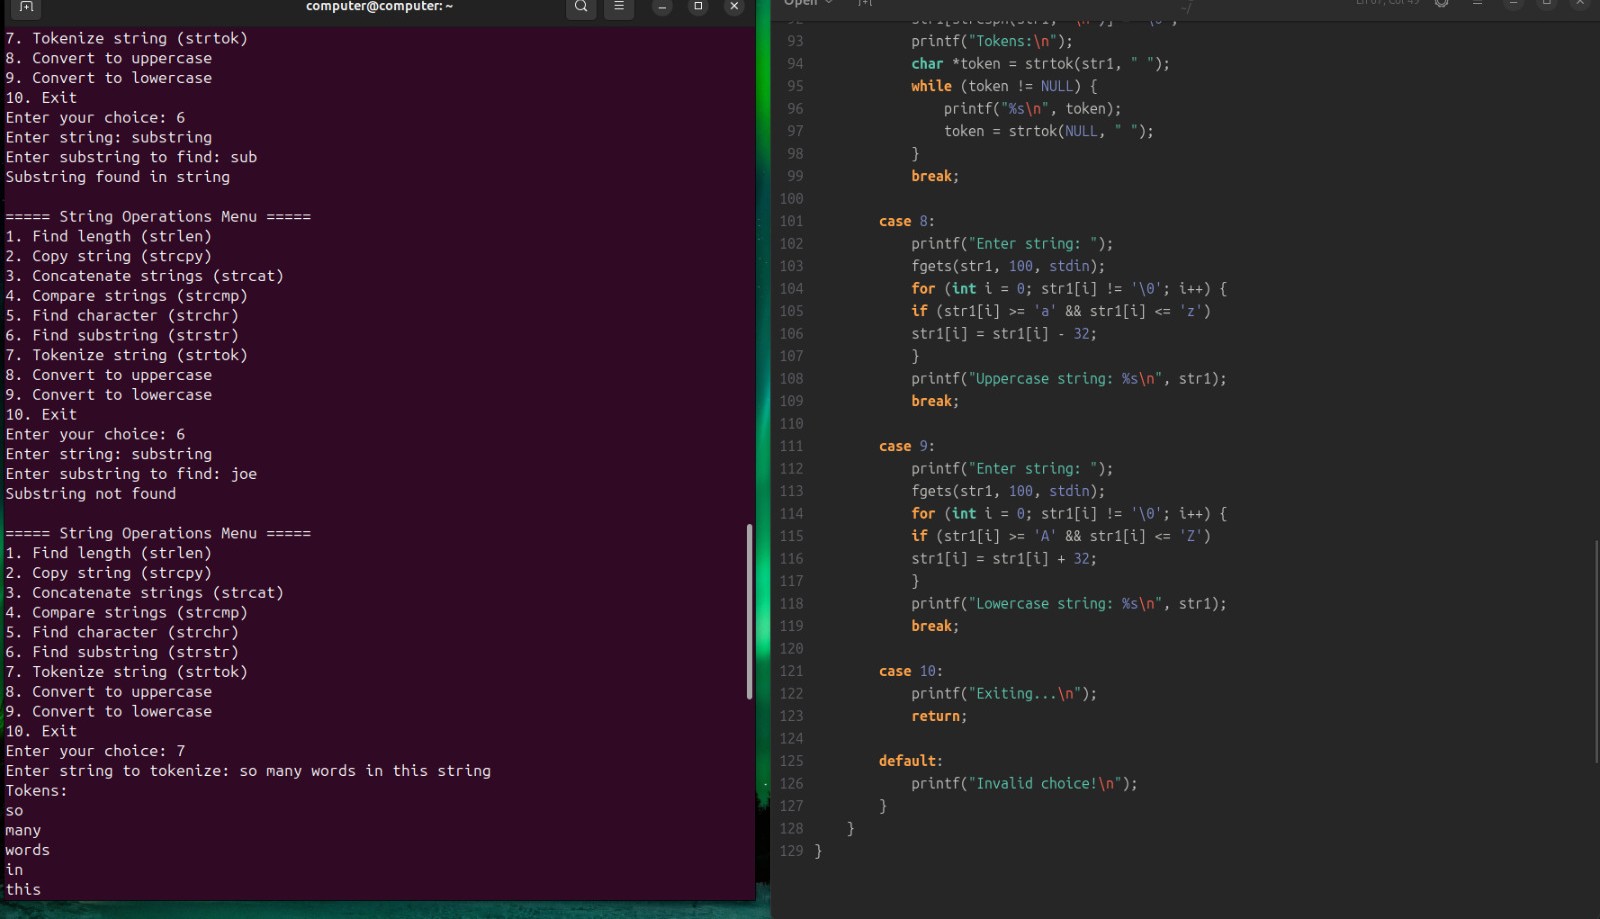 computer@computer: ~
7. Tokenize string (strtok)
8. Convert to uppercase
9. Convert to lowercase
10. Exit
Enter your choice: 6
Enter string: substring
Enter substring to find: sub
Substring found in string
===== String Operations Menu =====
1. Find length (strlen)
2. Copy string (strcpy)
3. Concatenate strings (strcat)
4. Compare strings (strcmp)
5. Find character (strchr)
6. Find substring (strstr)
7. Tokenize string (strtok)
8. Convert to uppercase
9. Convert to lowercase
10. Exit
Enter your choice: 6
Enter string: substring
Enter substring to find: joe
Substring not found
===== String Operations Menu =====
1. Find length (strlen)
2. Copy string (strcpy)
3. Concatenate strings (strcat)
4. Compare strings (strcmp)
5. Find character (strchr)
6. Find substring (strstr)
7. Tokenize string (strtok)
8. Convert to uppercase
9. Convert to lowercase
10. Exit
Enter your choice: 7
Enter string to tokenize: so many words in this string
Tokens:
so
many
words
in
this
Open
93 printf("Tokens:\n");
94 char *token = strtok(str1, " ");
95 while (token != NULL) {
96 printf("%s\n", token);
97 token = strtok(NULL, " ");
98 }
99 break;
100
101 case 8:
102 printf("Enter string: ");
103 fgets(str1, 100, stdin);
104 for (int i = 0; str1[i] != '\0'; i++) {
105 if (str1[i] >= 'a' && str1[i] <= 'z')
106 str1[i] = str1[i] - 32;
107 }
108 printf("Uppercase string: %s\n", str1);
109 break;
110
111 case 9:
112 printf("Enter string: ");
113 fgets(str1, 100, stdin);
114 for (int i = 0; str1[i] != '\0'; i++) {
115 if (str1[i] >= 'A' && str1[i] <= 'Z')
116 str1[i] = str1[i] + 32;
117 }
118 printf("Lowercase string: %s\n", str1);
119 break;
120
121 case 10:
122 printf("Exiting...\n");
123 return;
124
125 default:
126 printf("Invalid choice!\n");
127 }
128 }
129 }